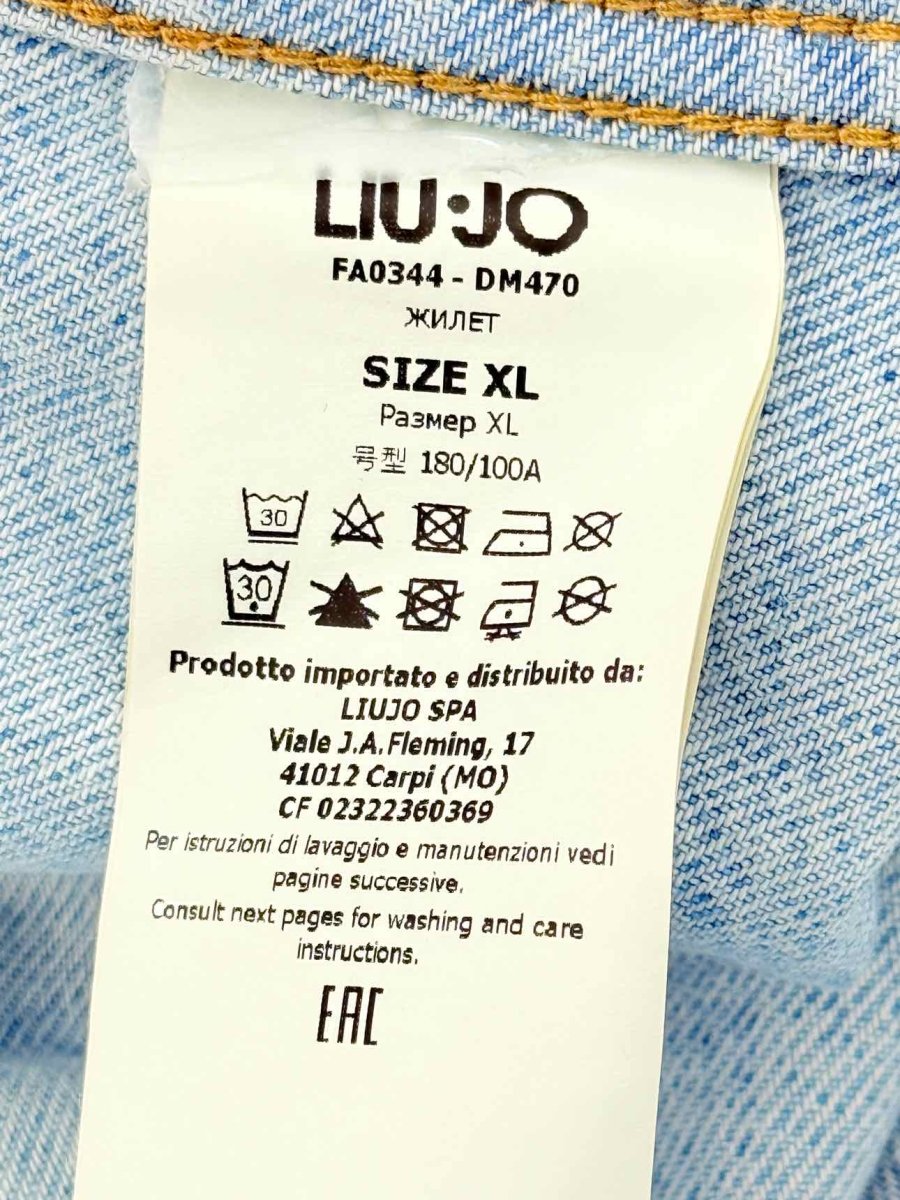 LIU·JO
FA0344 - DM470
ЖИЛЕТ
SIZE XL
Размер XL
号型 180/100A
30
30
Prodotto importato e distribuito da:
LIUJO SPA
Viale J.A.Fleming, 17
41012 Carpi (MO)
CF 02322360369
Per istruzioni di lavaggio e manutenzioni vedi
pagine successive.
Consult next pages for washing and care
instructions.
EAC